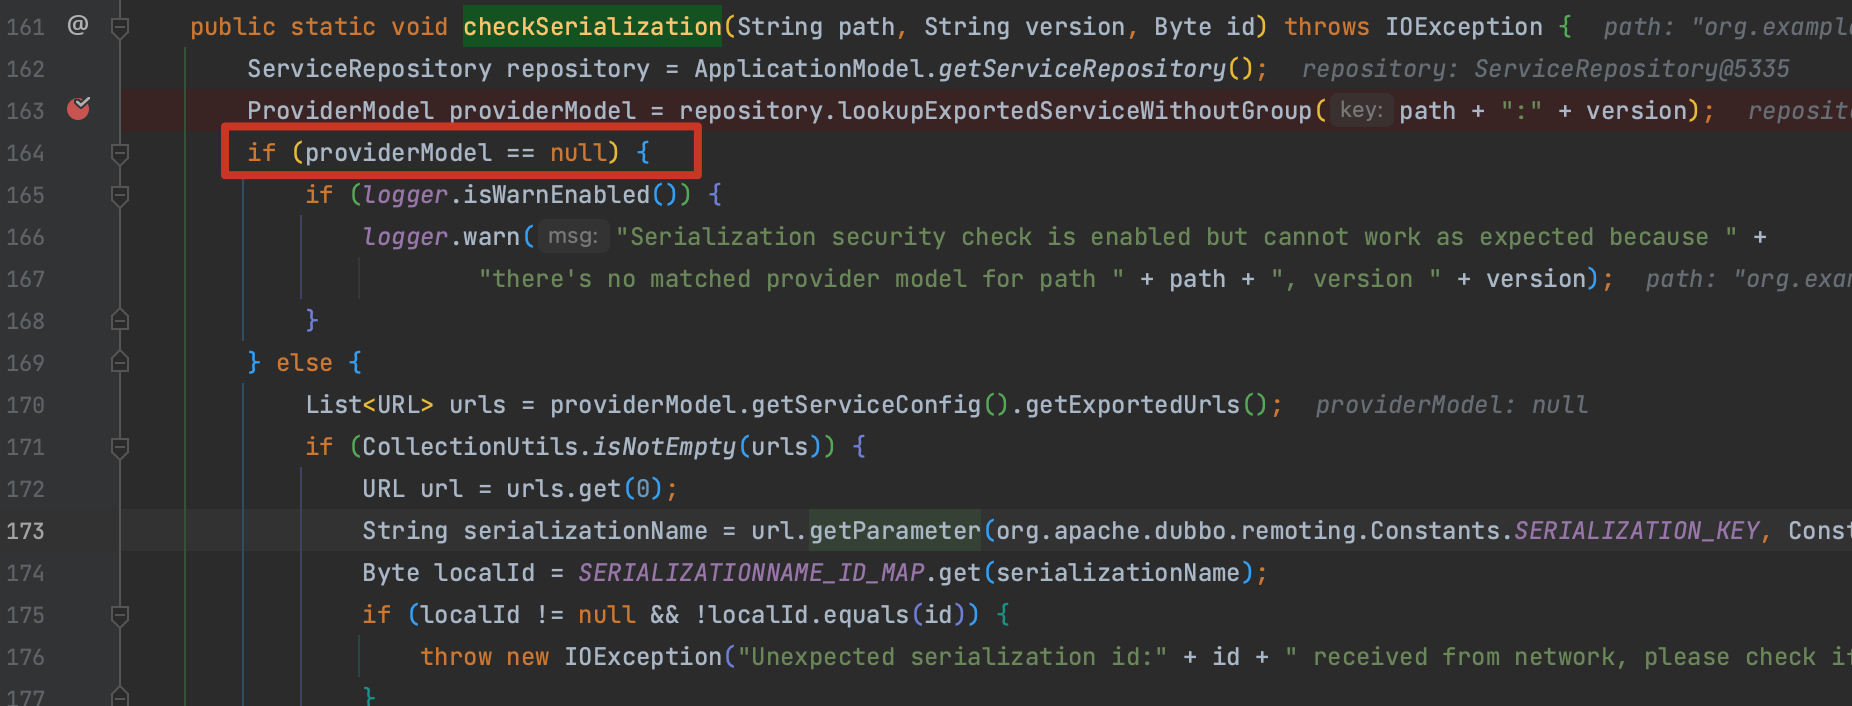 161 @ public static void checkSerialization(String path, String version, Byte id) throws IOException { path: "org.example
162 ServiceRepository repository = ApplicationModel.getServiceRepository(); repository: ServiceRepository@5335
163 ProviderModel providerModel = repository.lookupExportedServiceWithoutGroup( key: path + ":" + version); reposit
164 if (providerModel == null) {
165 if (logger.isWarnEnabled()) {
166 logger.warn( msg: "Serialization security check is enabled but cannot work as expected because " +
167 "there's no matched provider model for path " + path + ", version " + version); path: "org.exa
168 }
169 } else {
170 List<URL> urls = providerModel.getServiceConfig().getExportedUrls(); providerModel: null
171 if (CollectionUtils.isNotEmpty(urls)) {
172 URL url = urls.get(0);
173 String serializationName = url.getParameter(org.apache.dubbo.remoting.Constants.SERIALIZATION_KEY, Const
174 Byte localId = SERIALIZATIONNAME_ID_MAP.get(serializationName);
175 if (localId != null && !localId.equals(id)) {
176 throw new IOException("Unexpected serialization id:" + id + " received from network, please check if
177 }